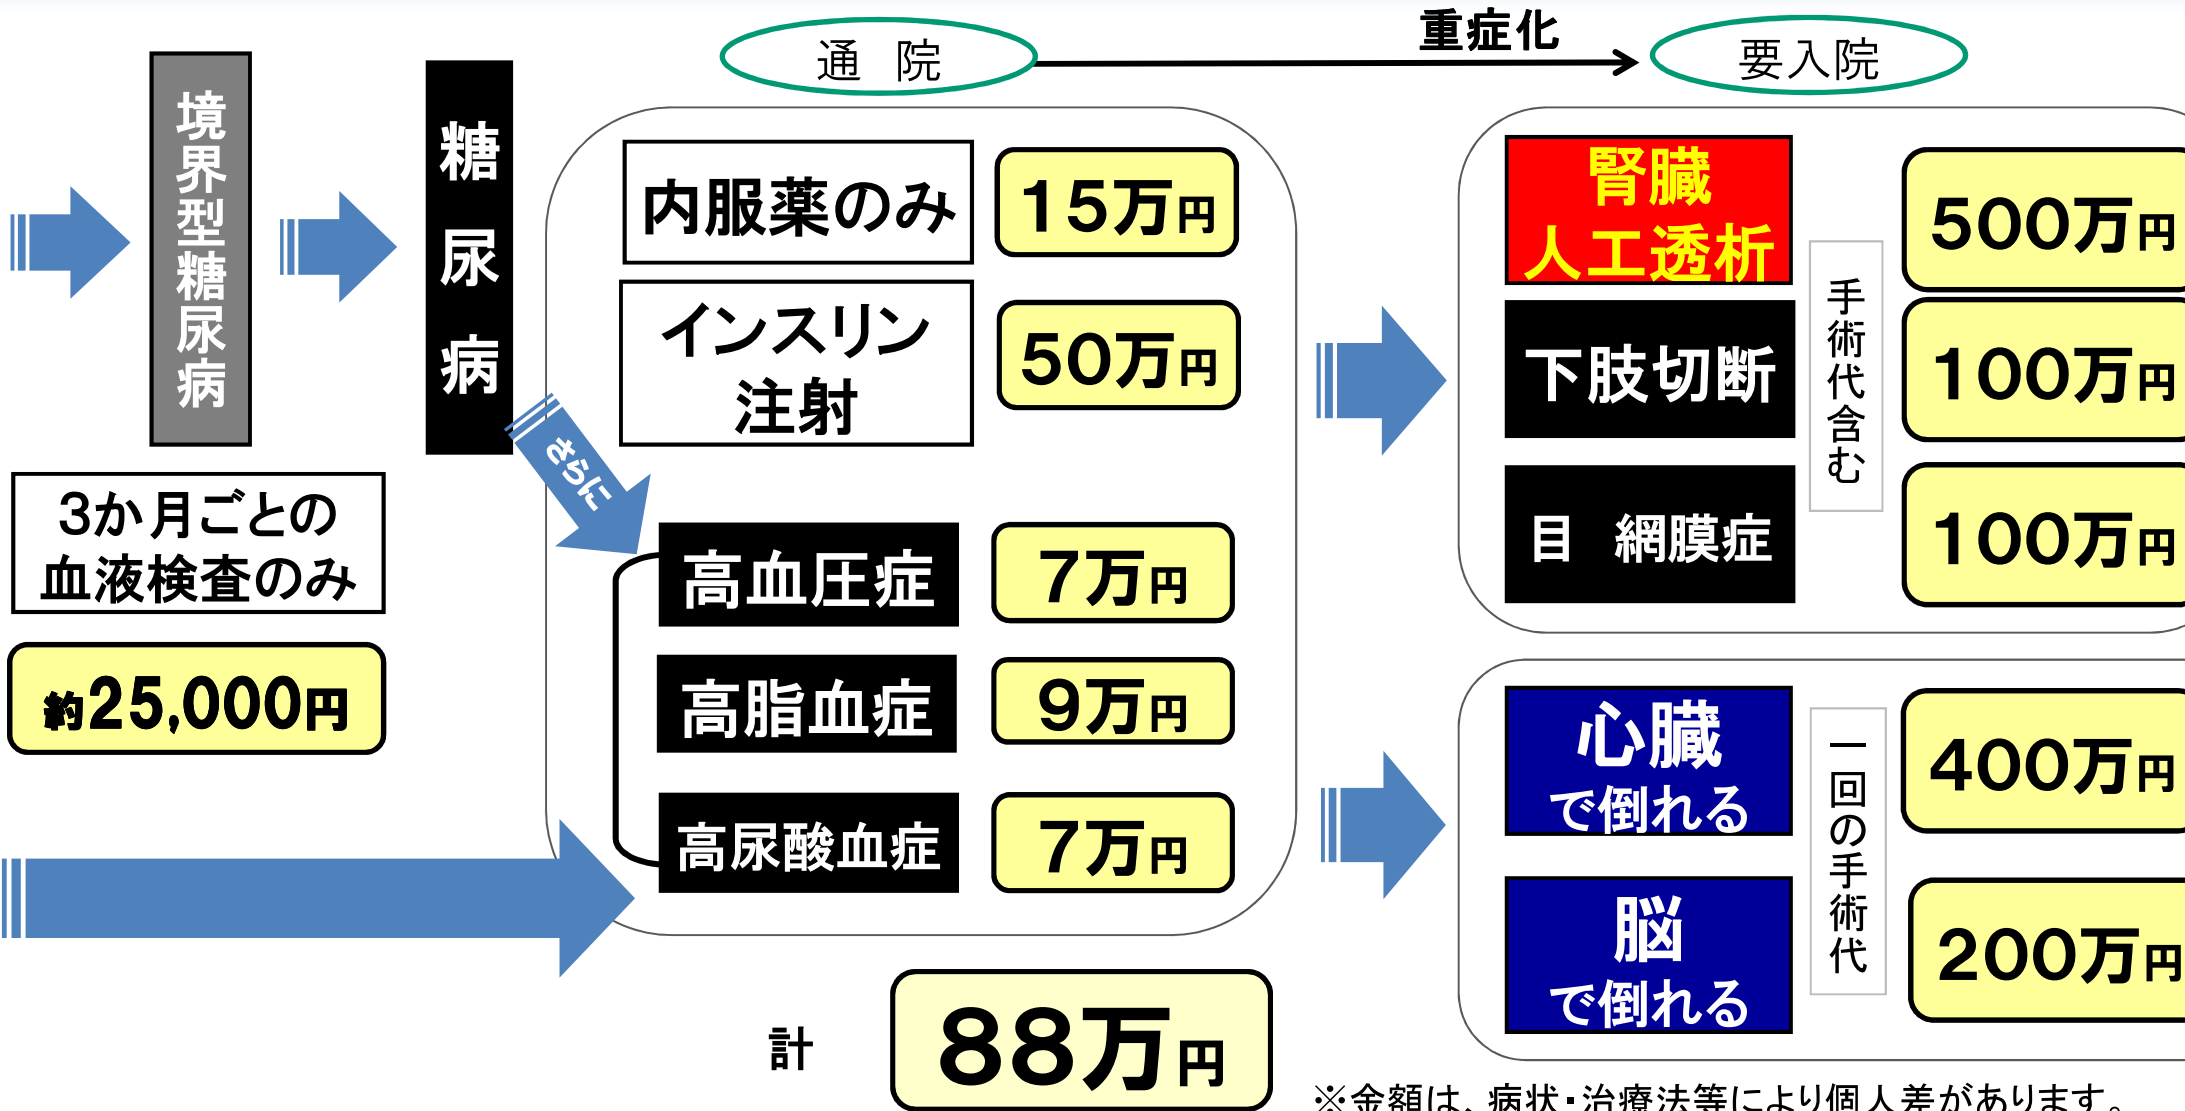 通　院
重症化
要入院
境界型糖尿病
糖尿病
内服薬のみ
15万円
インスリン
注射
50万円
さらに
3か月ごとの
血液検査のみ
約25,000円
高血圧症
7万円
高脂血症
9万円
高尿酸血症
7万円
計
88万円
腎臓
人工透析
500万円
下肢切断
100万円
目　網膜症
100万円
手術代含む
心臓
で倒れる
400万円
脳
で倒れる
200万円
一回の手術代
※金額は、病状・治療法等により個人差があります。